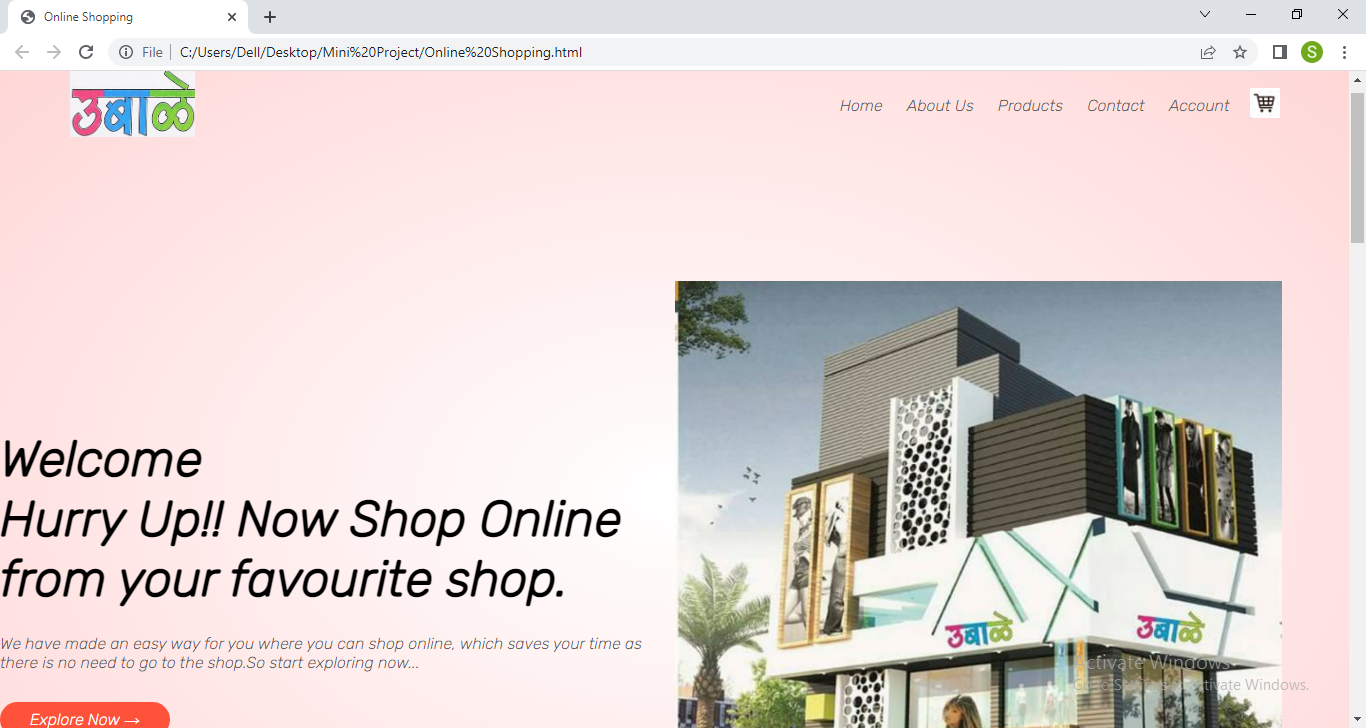 Online Shopping
File
C:/Users/Dell/Desktop/Mini%20Project/Online%20Shopping.html
S
उबाळे
Home About Us Products Contact Account
Welcome
Hurry Up!! Now Shop Online
from your favourite shop.
We have made an easy way for you where you can shop online, which saves your time as
there is no need to go to the shop.So start exploring now...
Explore Now →
उबाळे
उबाळे
Activate Windows
Go to Settings to activate Windows.